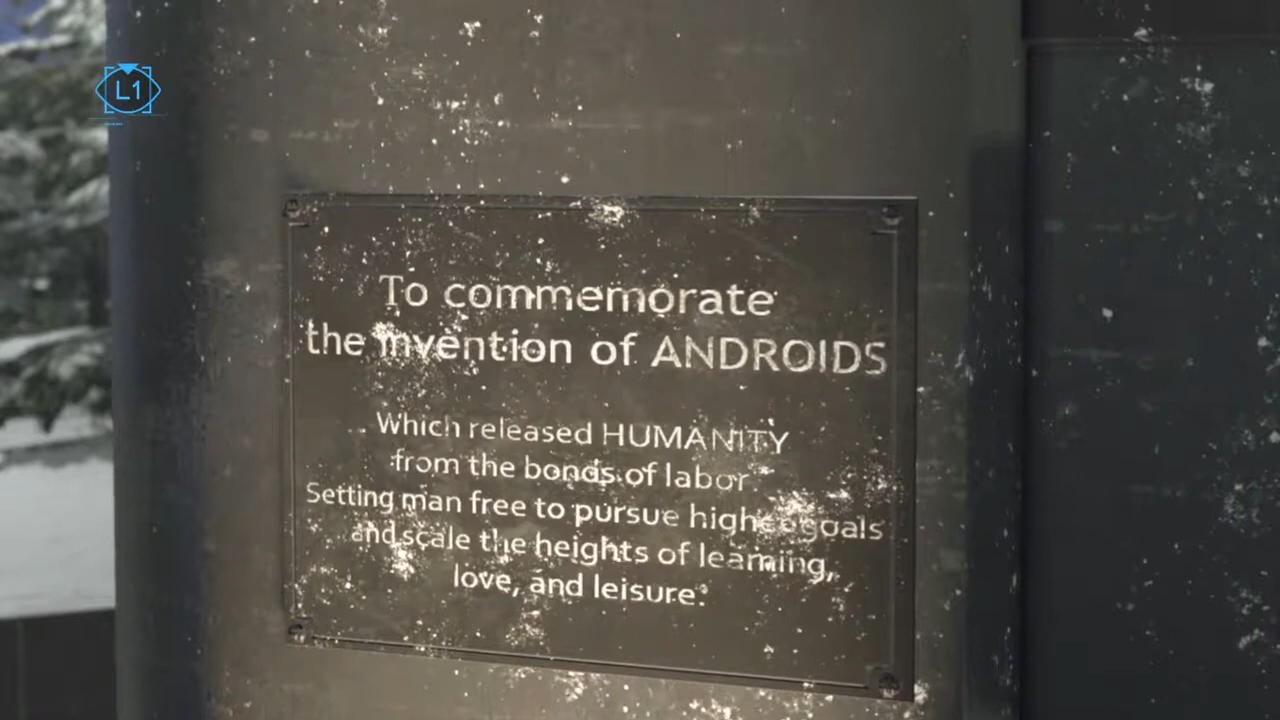 L1
To commemorate
the invention of ANDROIDS
Which released HUMANITY
from the bonds of labor
Setting man free to pursue higher goals
and scale the heights of learning,
love, and leisure.